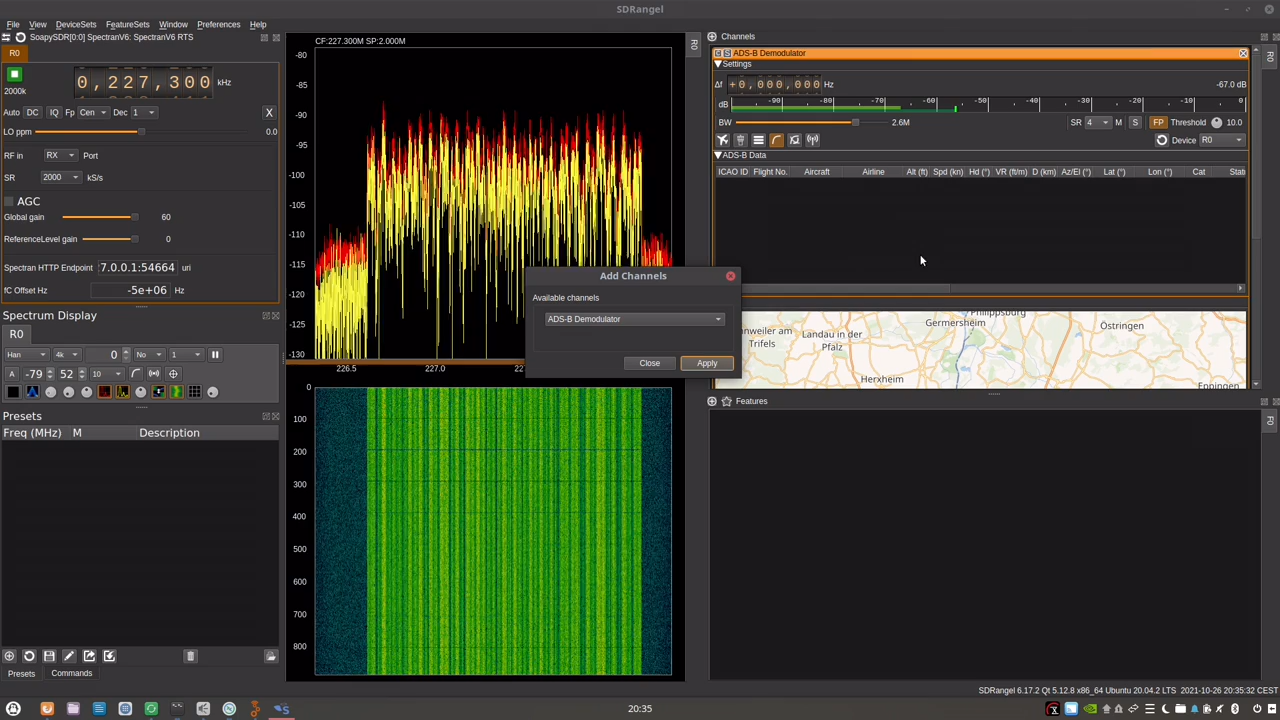 SDRangel
File View DeviceSets FeatureSets Window Preferences Help
SoapySDR[0:0] SpectranV6: SpectranV6 RTS
R0
0,227,300 kHz
2000k
Auto DC IQ Fp Cen Dec 1 X
LO ppm 0.0
RF in RX Port
SR 2000 kS/s
AGC
Global gain 60
ReferenceLevel gain 0
Spectran HTTP Endpoint 7.0.0.1:54664 uri
fC Offset Hz -5e+06 Hz
Spectrum Display
R0
Han 4k 0 No 1
A -79 52 10
Presets
Freq (MHz) M Description
Presets Commands
CF:227.300M SP:2.000M
R0
-80
-85
-90
-95
-100
-105
-110
-115
-120
-125
-130
226.5 227.0
0
100
200
300
400
500
600
700
800
Channels
R0
C S ADS-B Demodulator
Settings
Δf +0,000,000 Hz -67.0 dB
dB -90 -80 -70 -60 -50 -40 -30 -20 -10 0
BW 2.6M SR 4 M S FP Threshold 10.0
Device R0
ADS-B Data
ICAO ID Flight No. Aircraft Airline Alt (ft) Spd (kn) Hd (°) VR (ft/m) D (km) Az/El (°) Lat (°) Lon (°) Cat Stat
Add Channels
Available channels
ADS-B Demodulator
Close Apply
Philippsburg
Germersheim
Östringen
nweiler am
Trifels
Landau in der
Pfalz
Herxheim
Eppingen
Features
F0
SDRangel 6.17.2 Qt 5.12.8 x86_64 Ubuntu 20.04.2 LTS 2021-10-26 20:35:32 CEST
20:35